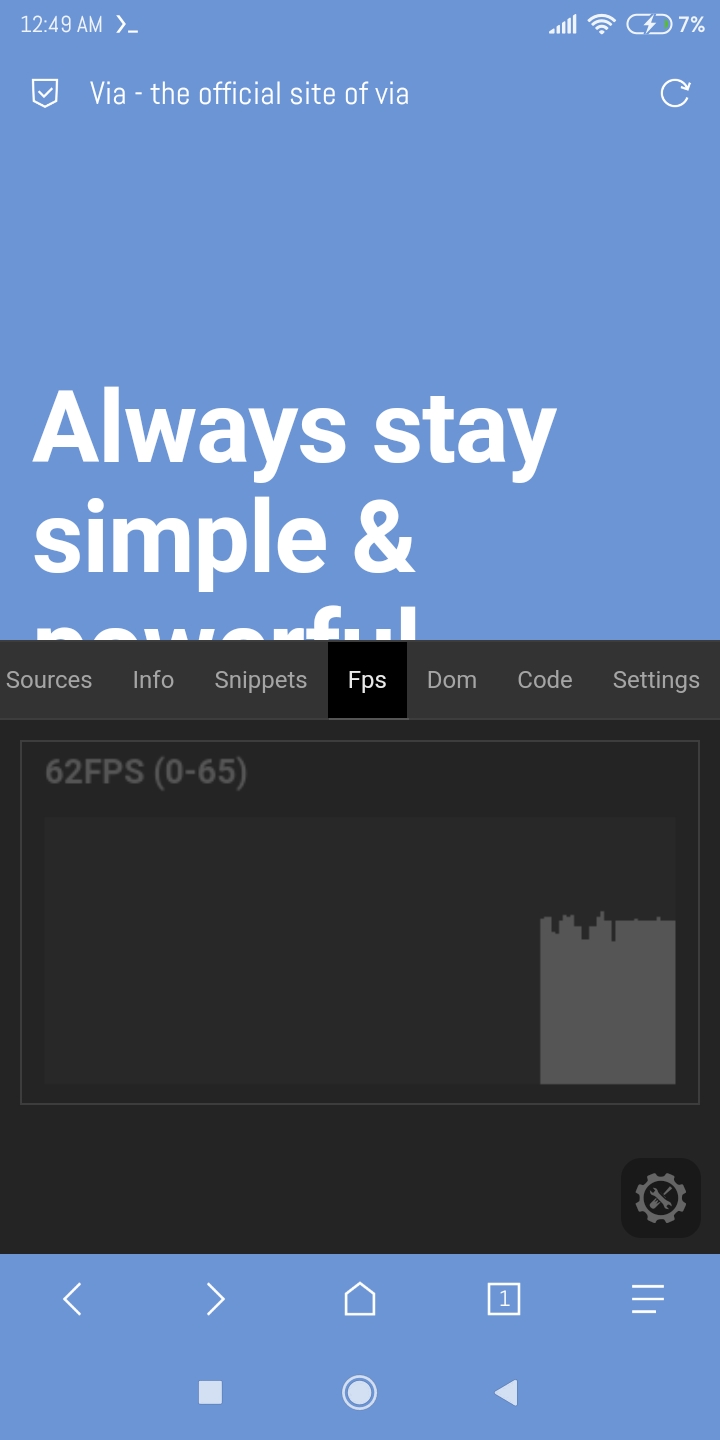 12:49 AM
7%
Via - the official site of via
Always stay
simple &
powerful
Sources Info Snippets Fps Dom Code Settings
62FPS (0-65)
1